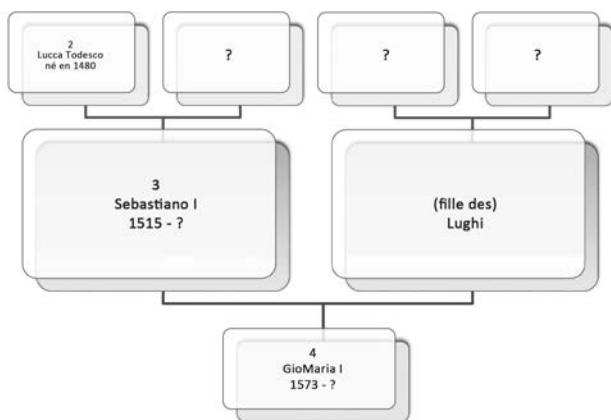 2
Lucca Todesco
né en 1480
?
?
?
3
Sebastiano I
1515 - ?
(fille des)
Lughi
4
GioMaria I
1573 - ?